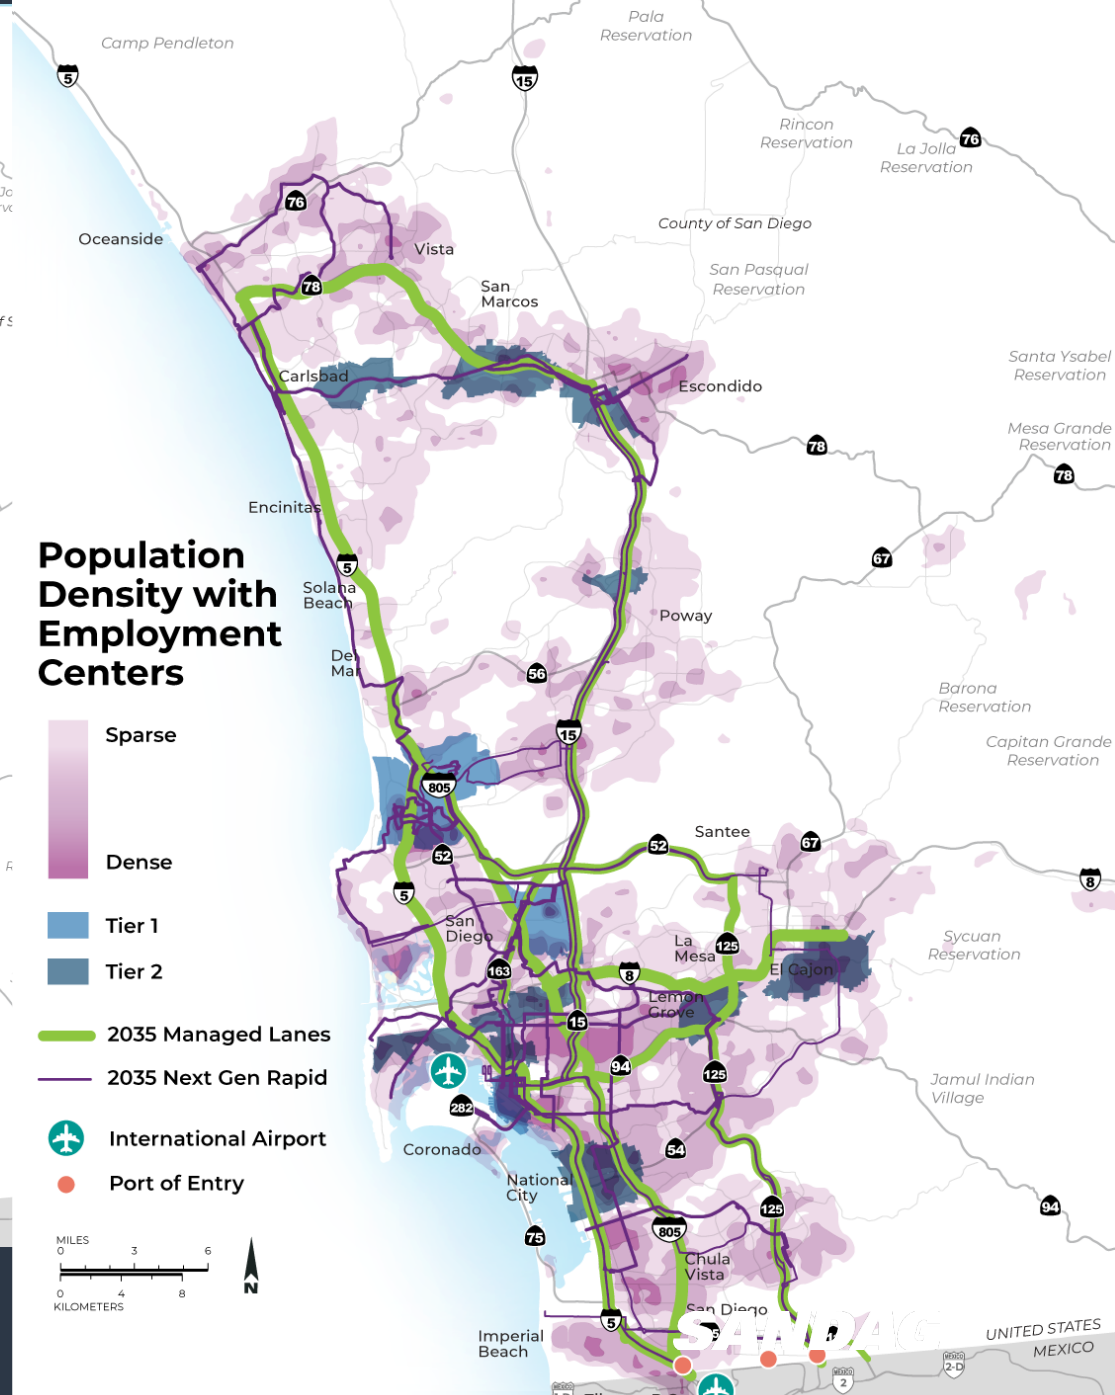 Camp Pendleton
Pala
Reservation
5
15
76
Rincon
Reservation
La Jolla
Reservation
76
Oceanside
Vista
County of San Diego
San Pasqual
Reservation
78
San
Marcos
Santa Ysabel
Reservation
Carlsbad
Escondido
Mesa Grande
Reservation
78
78
Encinitas
67
Population
Density with
Employment
Centers
5
Solana
Beach
Poway
Del
Mar
56
Barona
Reservation
Sparse
15
Capitan Grande
Reservation
805
Santee
67
52
52
Dense
8
5
Tier 1
San
Diego
La
Mesa
125
Sycuan
Reservation
Tier 2
163
8
El Cajon
Lemon
Grove
15
2035 Managed Lanes
94
125
2035 Next Gen Rapid
Jamul Indian
Village
282
International Airport
Coronado
54
Port of Entry
National
City
125
94
75
805
MILES
0 3 6
0 4 8
KILOMETERS
N
Chula
Vista
San Diego
5
SANDAG
Imperial
Beach
UNITED STATES
MEXICO
MEXICO
2-D
MEXICO
2